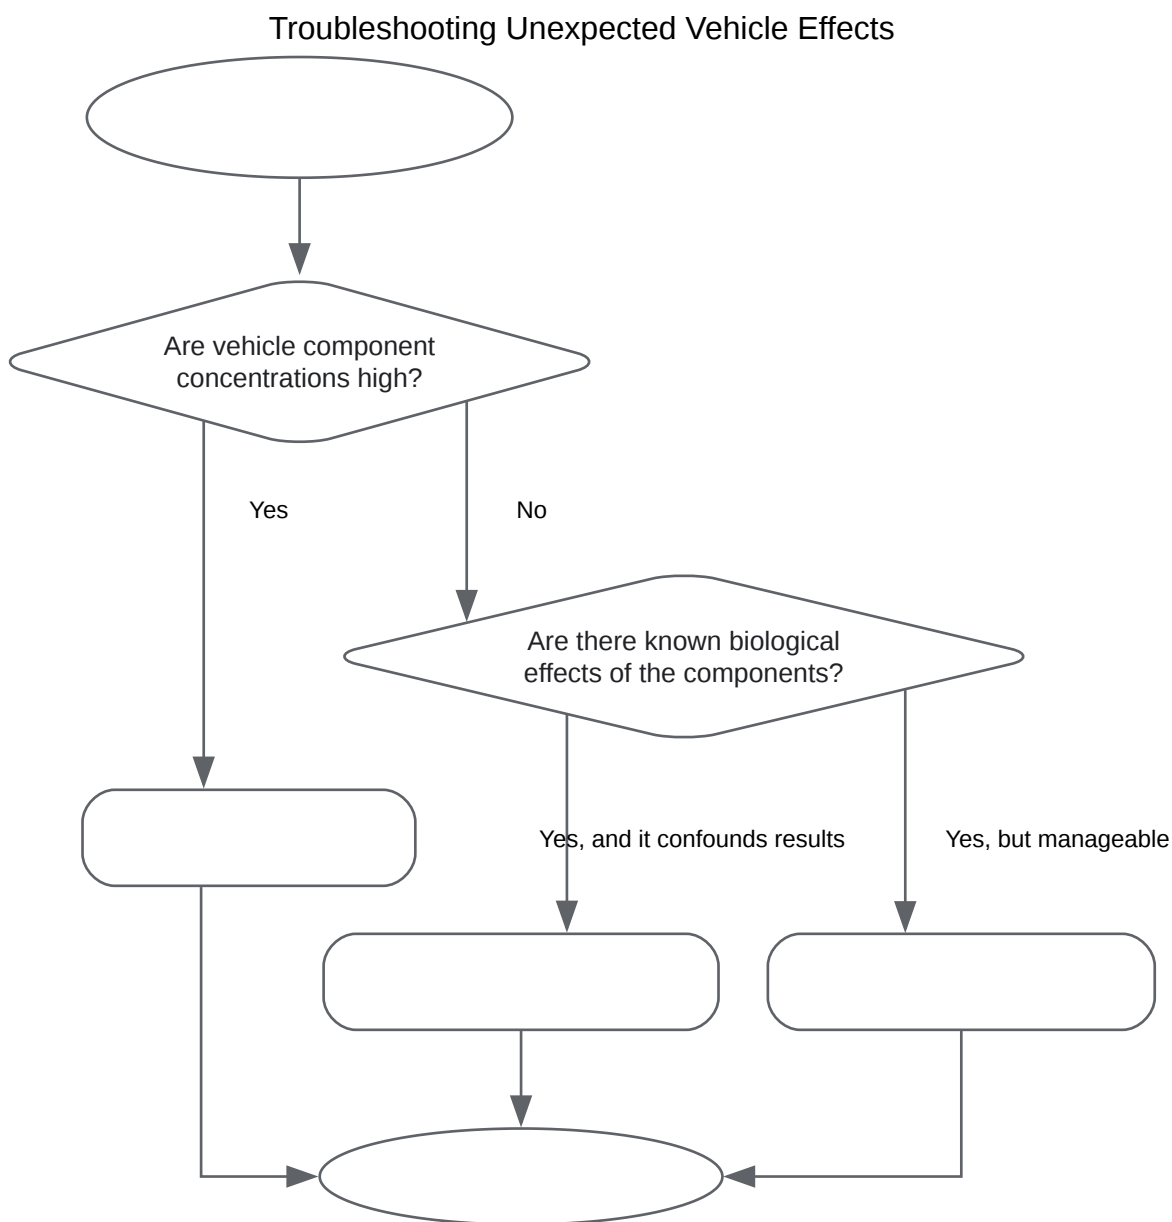 Troubleshooting Unexpected Vehicle Effects
Are vehicle component
concentrations high?
Yes
No
Are there known biological
effects of the components?
Yes, and it confounds results
Yes, but manageable